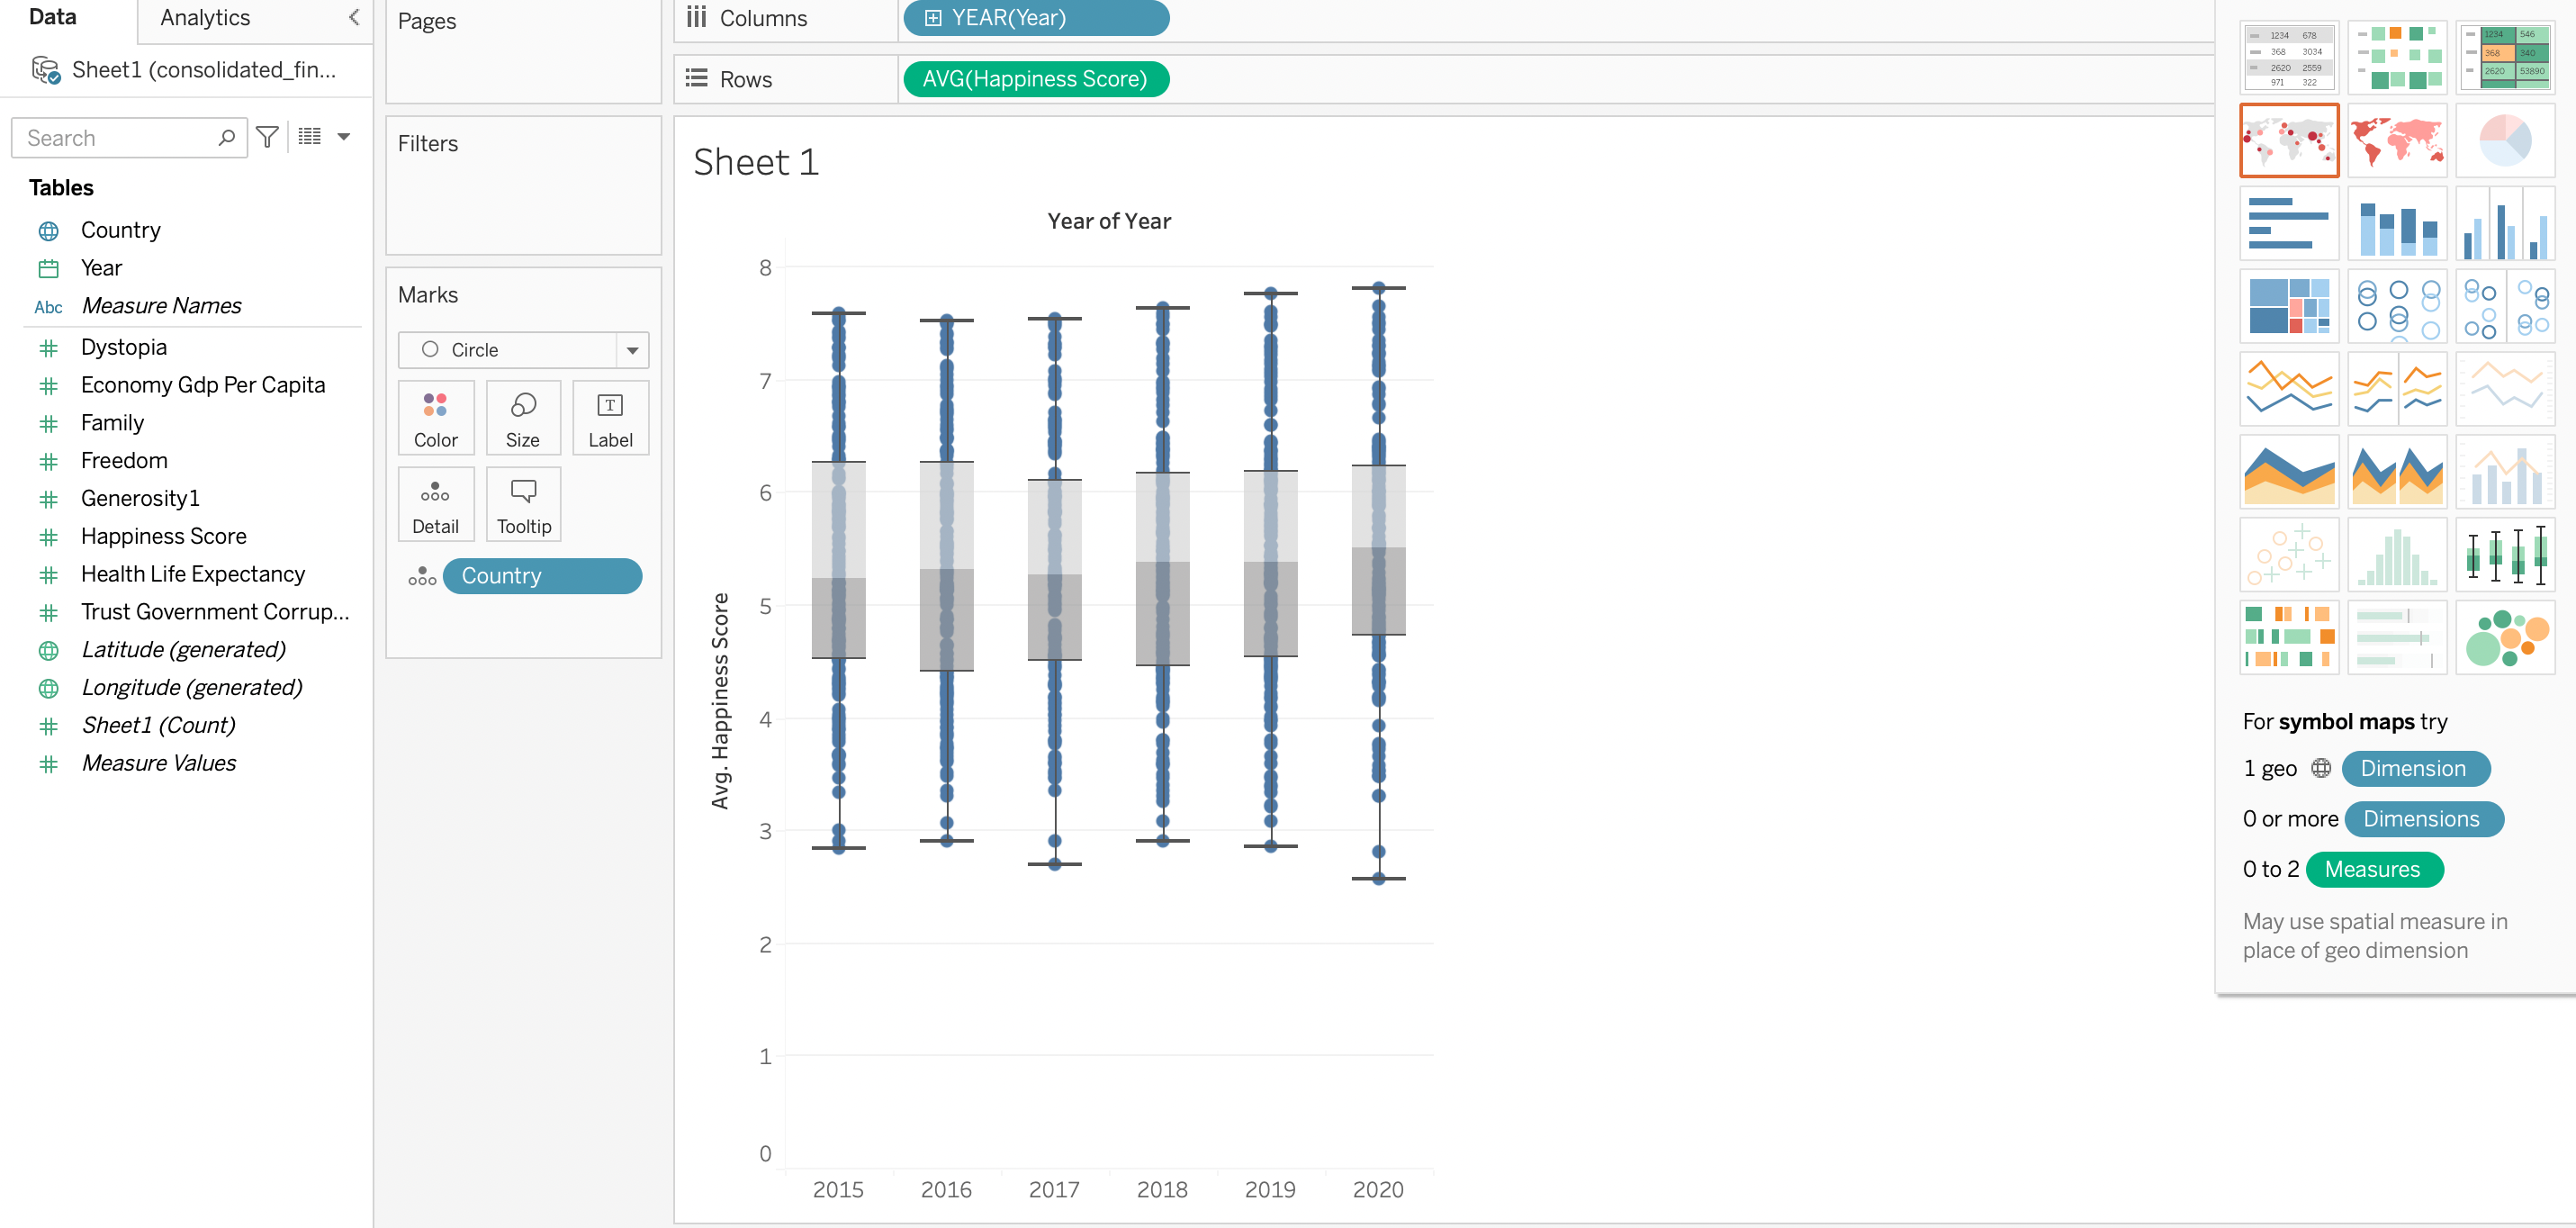 Data
Analytics
Sheet1 (consolidated_fin...
Search
Tables
Country
Year
Abc Measure Names
Dystopia
Economy Gdp Per Capita
Family
Freedom
Generosity1
Happiness Score
Health Life Expectancy
Trust Government Corrup...
Latitude (generated)
Longitude (generated)
Sheet1 (Count)
Measure Values
Pages
Filters
Marks
Circle
Color
Size
T
Label
Detail
Tooltip
Country
Columns
YEAR(Year)
Rows
AVG(Happiness Score)
Sheet 1
Year of Year
Avg. Happiness Score
8
7
6
5
4
3
2
1
0
2015 2016 2017 2018 2019 2020
1234 678
368 3034
2620 2559
971 322
1234 546
368 340
2620 53890
For symbol maps try
1 geo Dimension
0 or more Dimensions
0 to 2 Measures
May use spatial measure in
place of geo dimension